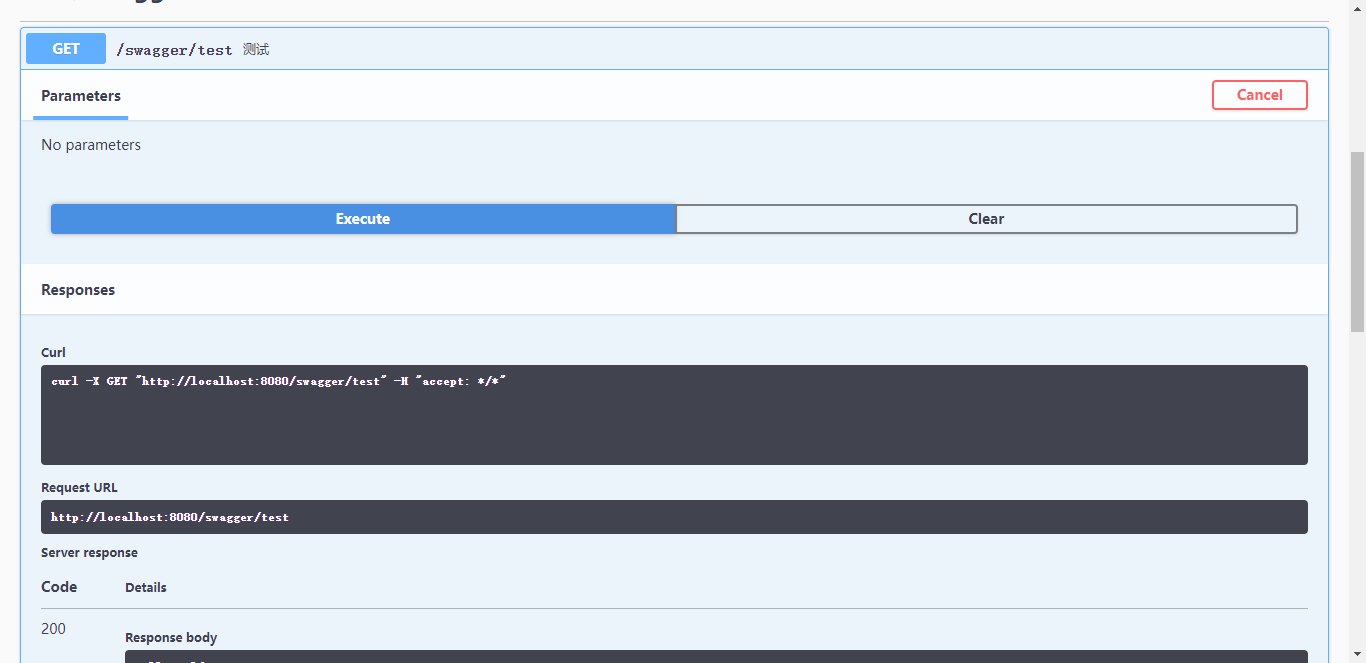 GET /swagger/test 测试
Parameters Cancel
No parameters
Execute Clear
Responses
Curl
curl -X GET "http://localhost:8080/swagger/test" -H "accept: */*"
Request URL
http://localhost:8080/swagger/test
Server response
Code Details
200
Response body